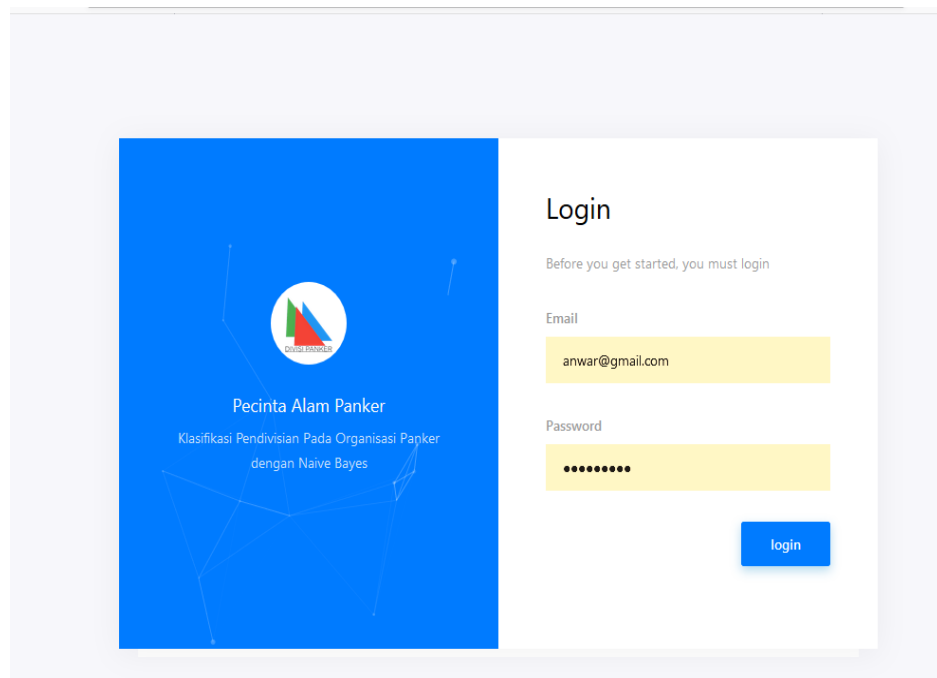 DIVISI PANKER
Pecinta Alam Panker
Klasifikasi Pendivisian Pada Organisasi Panker
dengan Naive Bayes
Login
Before you get started, you must login
Email
anwar@gmail.com
Password
●●●●●●●●●
login